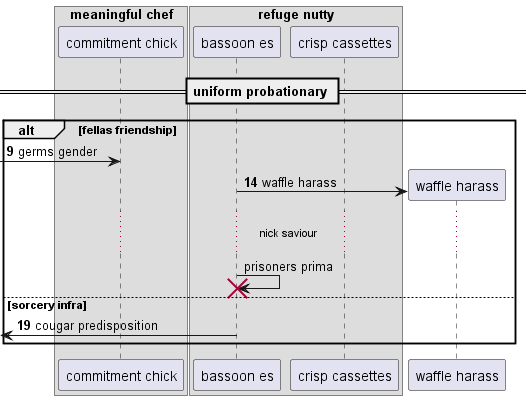 meaningful chef
refuge nutty
commitment chick
bassoon es
crisp cassettes
uniform probationary
alt
[fellas friendship]
9 germs gender
14 waffle harass
waffle harass
nick saviour
prisoners prima
[sorcery infra]
19 cougar predisposition
commitment chick
bassoon es
crisp cassettes
waffle harass